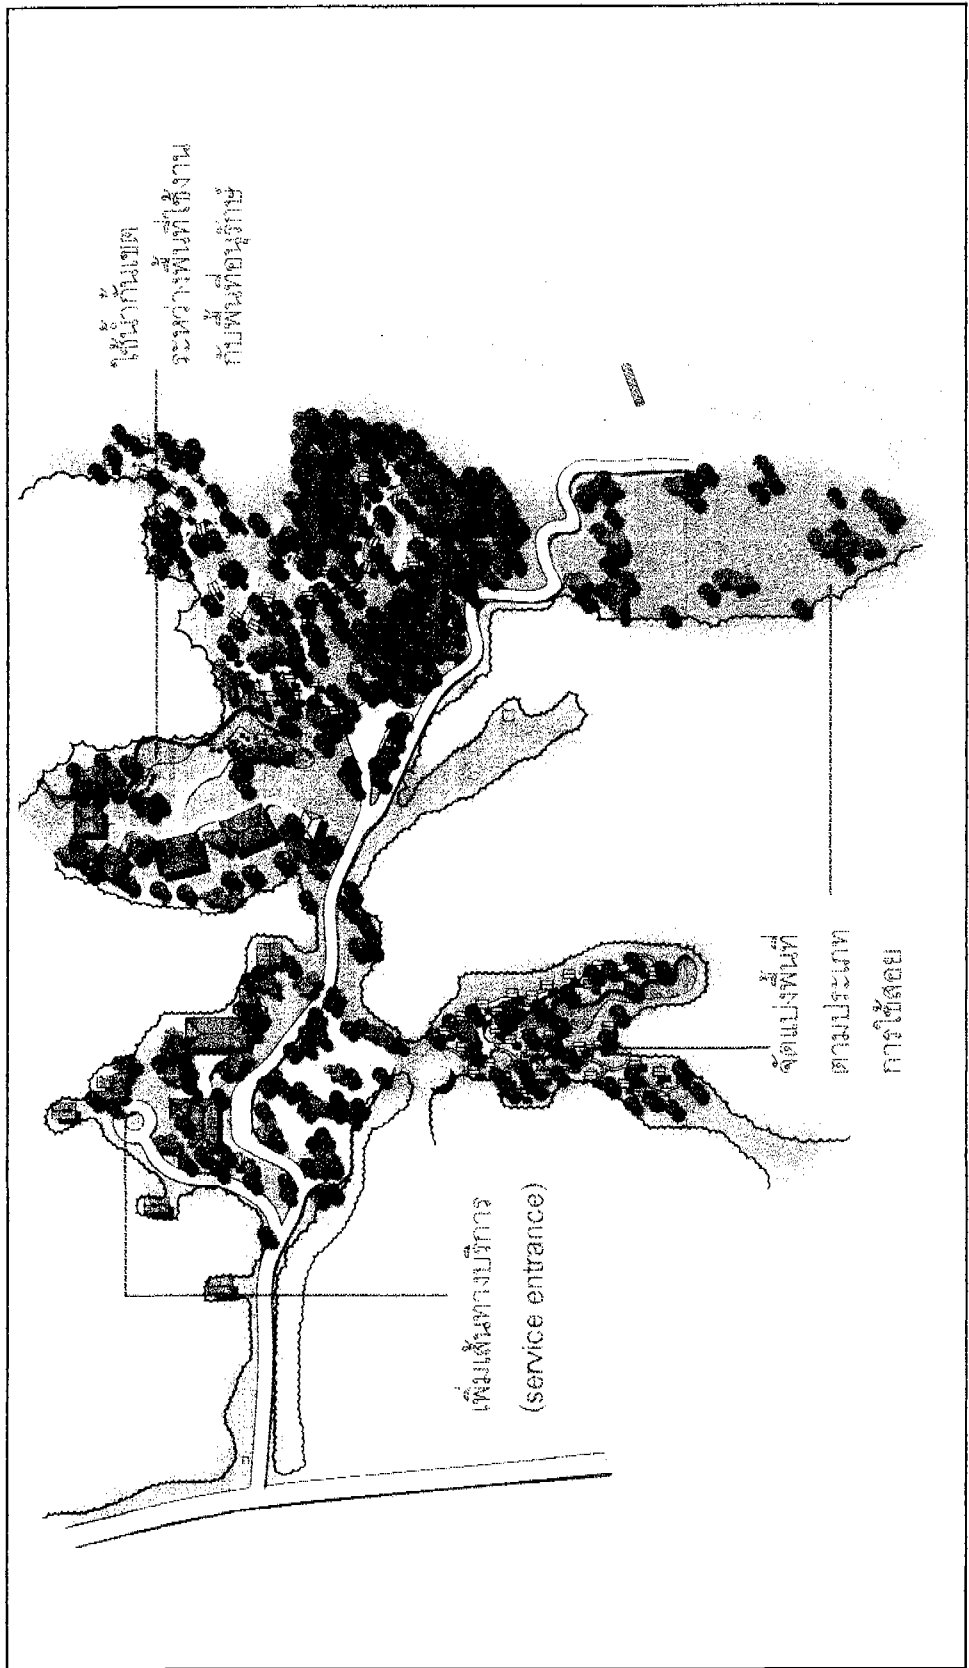 ใช้น้ำกั้นเขต
ระหว่างพื้นที่ใช้งาน
กับพื้นที่อนุรักษ์
จัดแบ่งพื้นที่
ตามประเภท
การใช้สอย
เพิ่มเส้นทางบริการ
(service entrance)